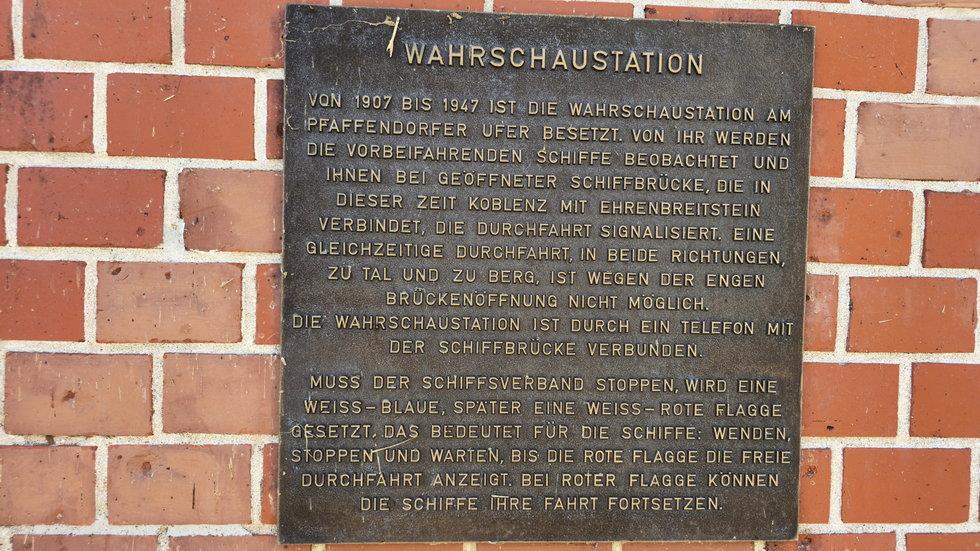 WAHRSCHAUSTATION
VON 1907 BIS 1947 IST DIE WAHRSCHAUSTATION AM
PFAFFENDORFER UFER BESETZT. VON IHR WERDEN
DIE VORBEIFAHRENDEN SCHIFFE BEOBACHTET UND
IHNEN BEI GEÖFFNETER SCHIFFBRÜCKE, DIE IN
DIESER ZEIT KOBLENZ MIT EHRENBREITSTEIN
VERBINDET, DIE DURCHFAHRT SIGNALISIERT. EINE
GLEICHZEITIGE DURCHFAHRT, IN BEIDE RICHTUNGEN,
ZU TAL UND ZU BERG, IST WEGEN DER ENGEN
BRÜCKENÖFFNUNG NICHT MÖGLICH.
DIE WAHRSCHAUSTATION IST DURCH EIN TELEFON MIT
DER SCHIFFBRÜCKE VERBUNDEN.
MUSS DER SCHIFFSVERBAND STOPPEN, WIRD EINE
WEISS-BLAUE, SPÄTER EINE WEISS-ROTE FLAGGE
GESETZT. DAS BEDEUTET FÜR DIE SCHIFFE: WENDEN,
STOPPEN UND WARTEN, BIS DIE ROTE FLAGGE DIE FREIE
DURCHFAHRT ANZEIGT. BEI ROTER FLAGGE KÖNNEN
DIE SCHIFFE IHRE FAHRT FORTSETZEN.